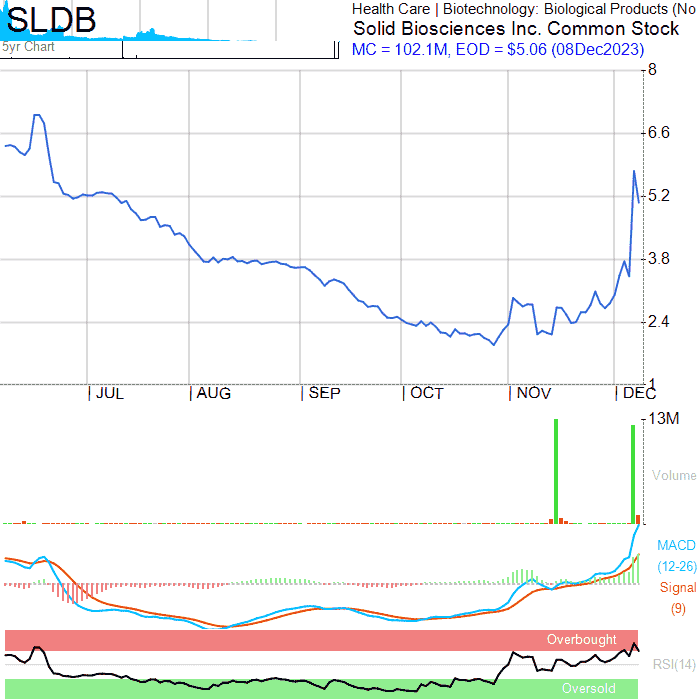 SLDB
5yr Chart
Health Care | Biotechnology: Biological Products (No
Solid Biosciences Inc. Common Stock
MC = 102.1M, EOD = $5.06 (08Dec2023)
8
6.6
5.2
3.8
2.4
1
JUL AUG SEP OCT NOV DEC
13M
Volume
MACD
(12-26)
Signal
(9)
Overbought
RSI(14)
Oversold